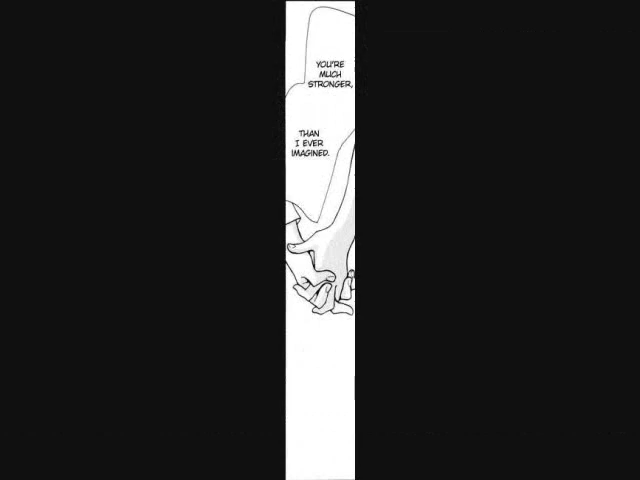 YOU'RE
MUCH
STRONGER,
THAN
I EVER
IMAGINED.